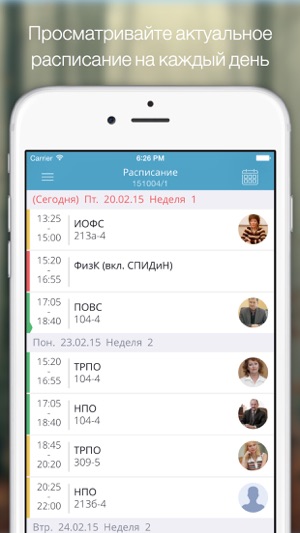 Просматривайте актуальное
расписание на каждый день
Carrier 6:26 PM
Расписание
151004/1
(Сегодня) Пт. 20.02.15 Неделя 1
13:25 - 15:00 ИОФС
213а-4
15:20 - 16:55 ФизК (вкл. СПИДиН)
17:05 - 18:40 ПОВС
104-4
Пон. 23.02.15 Неделя 2
15:20 - 16:55 ТРПО
104-4
17:05 - 18:40 НПО
104-4
18:45 - 20:20 ТРПО
309-5
20:25 - 22:00 НПО
213б-4
Втр. 24.02.15 Неделя 2